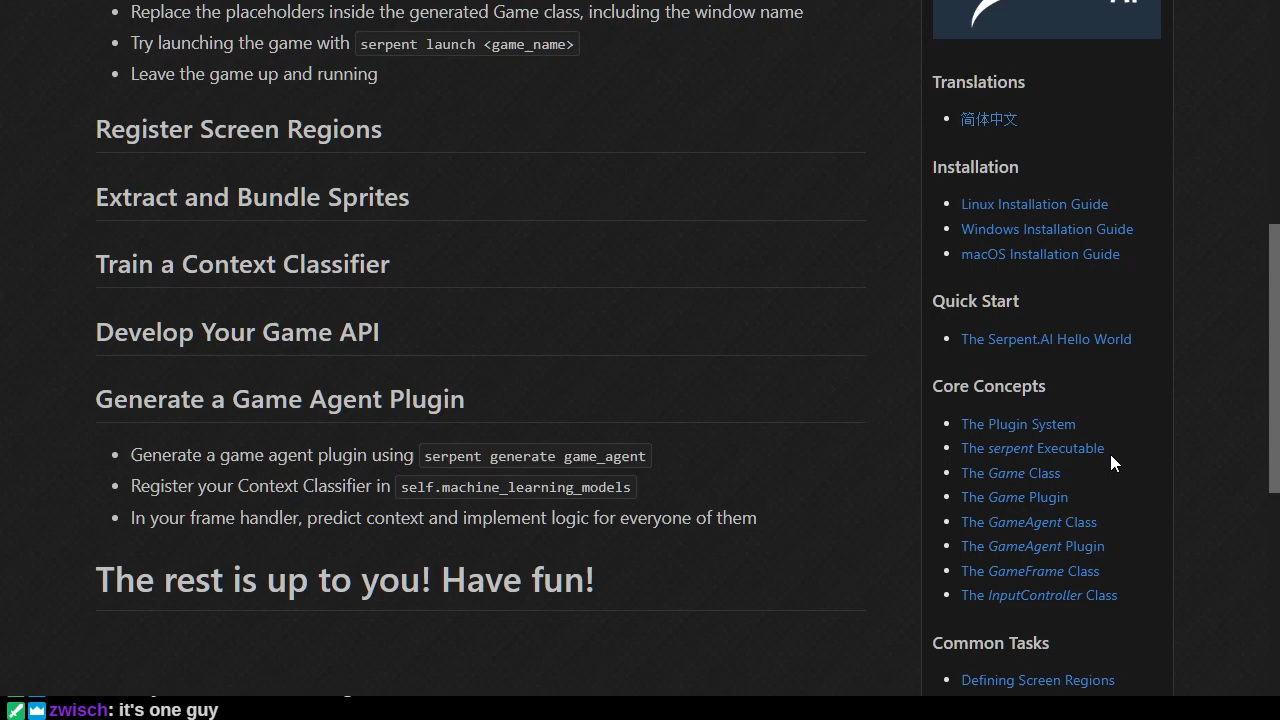 Replace the placeholders inside the generated Game class, including the window name
Try launching the game with serpent launch <game_name>
Leave the game up and running
Register Screen Regions
Extract and Bundle Sprites
Train a Context Classifier
Develop Your Game API
Generate a Game Agent Plugin
Generate a game agent plugin using serpent generate game_agent
Register your Context Classifier in self.machine_learning_models
In your frame handler, predict context and implement logic for everyone of them
The rest is up to you! Have fun!
Translations
简体中文
Installation
Linux Installation Guide
Windows Installation Guide
macOS Installation Guide
Quick Start
The Serpent.AI Hello World
Core Concepts
The Plugin System
The serpent Executable
The Game Class
The Game Plugin
The GameAgent Class
The GameAgent Plugin
The GameFrame Class
The InputController Class
Common Tasks
Defining Screen Regions
zwisch: it's one guy